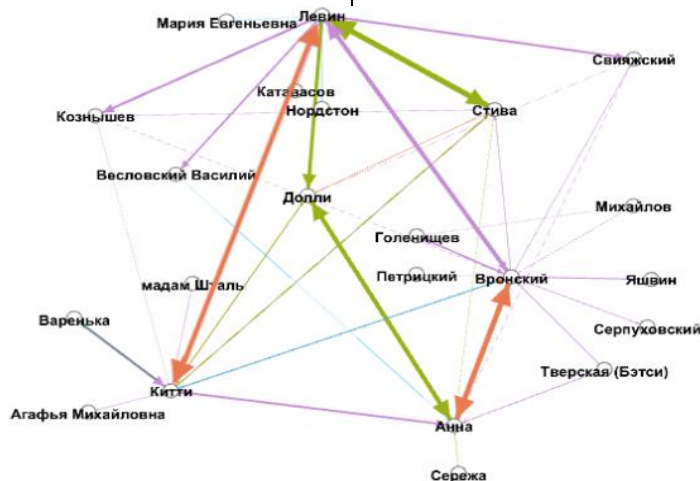 Левин
Мария Евгеньевна
Свияжский
Катавасов
Нордстон
Стива
Кознышев
Весловский Василий
Долли
Михайлов
Голенищев
Петрицкий
Вронский
Яшвин
мадам Шталь
Варенька
Серпуховский
Тверская (Бэтси)
Китти
Агафья Михайловна
Анна
Сережа